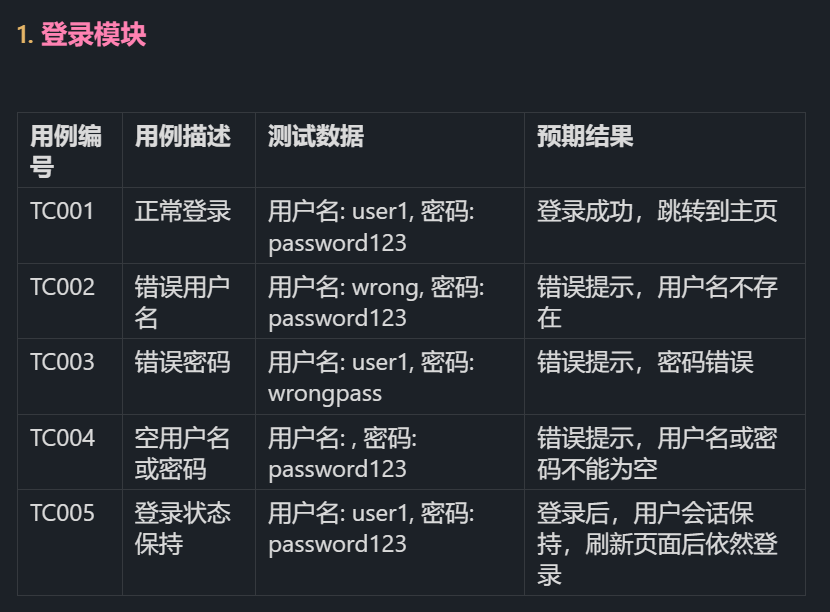 1. 登录模块
用例编号 用例描述 测试数据 预期结果
TC001 正常登录 用户名: user1, 密码: password123 登录成功，跳转到主页
TC002 错误用户名 用户名: wrong, 密码: password123 错误提示，用户名不存在
TC003 错误密码 用户名: user1, 密码: wrongpass 错误提示，密码错误
TC004 空用户名或密码 用户名: , 密码: password123 错误提示，用户名或密码不能为空
TC005 登录状态保持 用户名: user1, 密码: password123 登录后，用户会话保持，刷新页面后依然登录